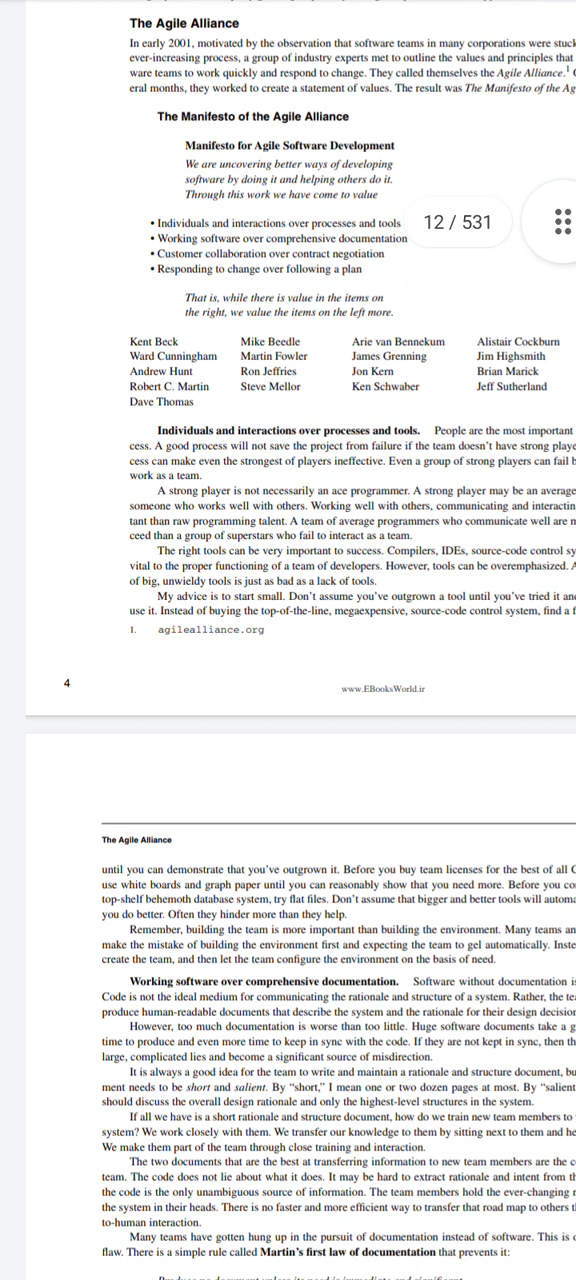 The Agile Alliance
In early 2001, motivated by the observation that software teams in many corporations were stuck
ever-increasing process, a group of industry experts met to outline the values and principles that
ware teams to work quickly and respond to change. They called themselves the Agile Alliance.1
eral months, they worked to create a statement of values. The result was The Manifesto of the Ag
The Manifesto of the Agile Alliance
Manifesto for Agile Software Development
We are uncovering better ways of developing
software by doing it and helping others do it.
Through this work we have come to value
• Individuals and interactions over processes and tools
12 / 531
• Working software over comprehensive documentation
• Customer collaboration over contract negotiation
• Responding to change over following a plan
That is, while there is value in the items on
the right, we value the items on the left more.
Kent Beck Mike Beedle Arie van Bennekum Alistair Cockburn
Ward Cunningham Martin Fowler James Grenning Jim Highsmith
Andrew Hunt Ron Jeffries Jon Kern Brian Marick
Robert C. Martin Steve Mellor Ken Schwaber Jeff Sutherland
Dave Thomas
Individuals and interactions over processes and tools. People are the most important
cess. A good process will not save the project from failure if the team doesn't have strong playe
cess can make even the strongest of players ineffective. Even a group of strong players can fail
work as a team.
A strong player is not necessarily an ace programmer. A strong player may be an average
someone who works well with others. Working well with others, communicating and interactin
tant than raw programming talent. A team of average programmers who communicate well are
ceed than a group of superstars who fail to interact as a team.
The right tools can be very important to success. Compilers, IDEs, source-code control sy
vital to the proper functioning of a team of developers. However, tools can be overemphasized.
of big, unwieldy tools is just as bad as a lack of tools.
My advice is to start small. Don't assume you've outgrown a tool until you've tried it and
use it. Instead of buying the top-of-the-line, megaexpensive, source-code control system, find a
1. agilealliance.org
4
www.EBooksWorld.ir
The Agile Alliance
until you can demonstrate that you've outgrown it. Before you buy team licenses for the best of all
use white boards and graph paper until you can reasonably show that you need more. Before you co
top-shelf behemoth database system, try flat files. Don't assume that bigger and better tools will automa
you do better. Often they hinder more than they help.
Remember, building the team is more important than building the environment. Many teams an
make the mistake of building the environment first and expecting the team to gel automatically. Inste
create the team, and then let the team configure the environment on the basis of need.
Working software over comprehensive documentation. Software without documentation is
Code is not the ideal medium for communicating the rationale and structure of a system. Rather, the te
produce human-readable documents that describe the system and the rationale for their design decision
However, too much documentation is worse than too little. Huge software documents take a g
time to produce and even more time to keep in sync with the code. If they are not kept in sync, then th
large, complicated lies and become a significant source of misdirection.
It is always a good idea for the team to write and maintain a rationale and structure document, bu
ment needs to be short and salient. By “short,” I mean one or two dozen pages at most. By “salient
should discuss the overall design rationale and only the highest-level structures in the system.
If all we have is a short rationale and structure document, how do we train new team members to
system? We work closely with them. We transfer our knowledge to them by sitting next to them and he
We make them part of the team through close training and interaction.
The two documents that are the best at transferring information to new team members are the c
team. The code does not lie about what it does. It may be hard to extract rationale and intent from th
the code is the only unambiguous source of information. The team members hold the ever-changing
the system in their heads. There is no faster and more efficient way to transfer that road map to others
to-human interaction.
Many teams have gotten hung up in the pursuit of documentation instead of software. This is
flaw. There is a simple rule called Martin's first law of documentation that prevents it: